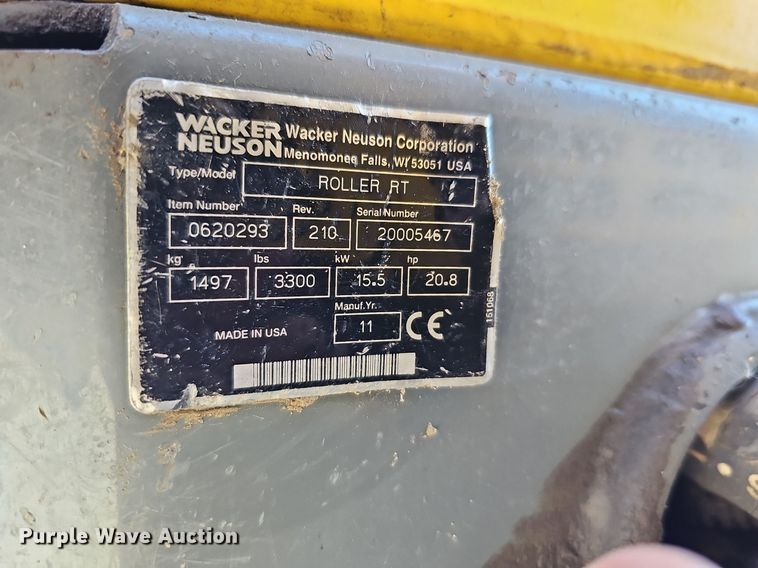 WACKER NEUSON
Wacker Neuson Corporation
Menomonee Falls, WI 53051 USA
Type/Model ROLLER RT
Item Number Rev. Serial Number
0620293 210 20005467
kg lbs kW hp
1497 3300 15.5 20.8
Manuf.Yr.
MADE IN USA 11 CE
151068
Purple Wave Auction